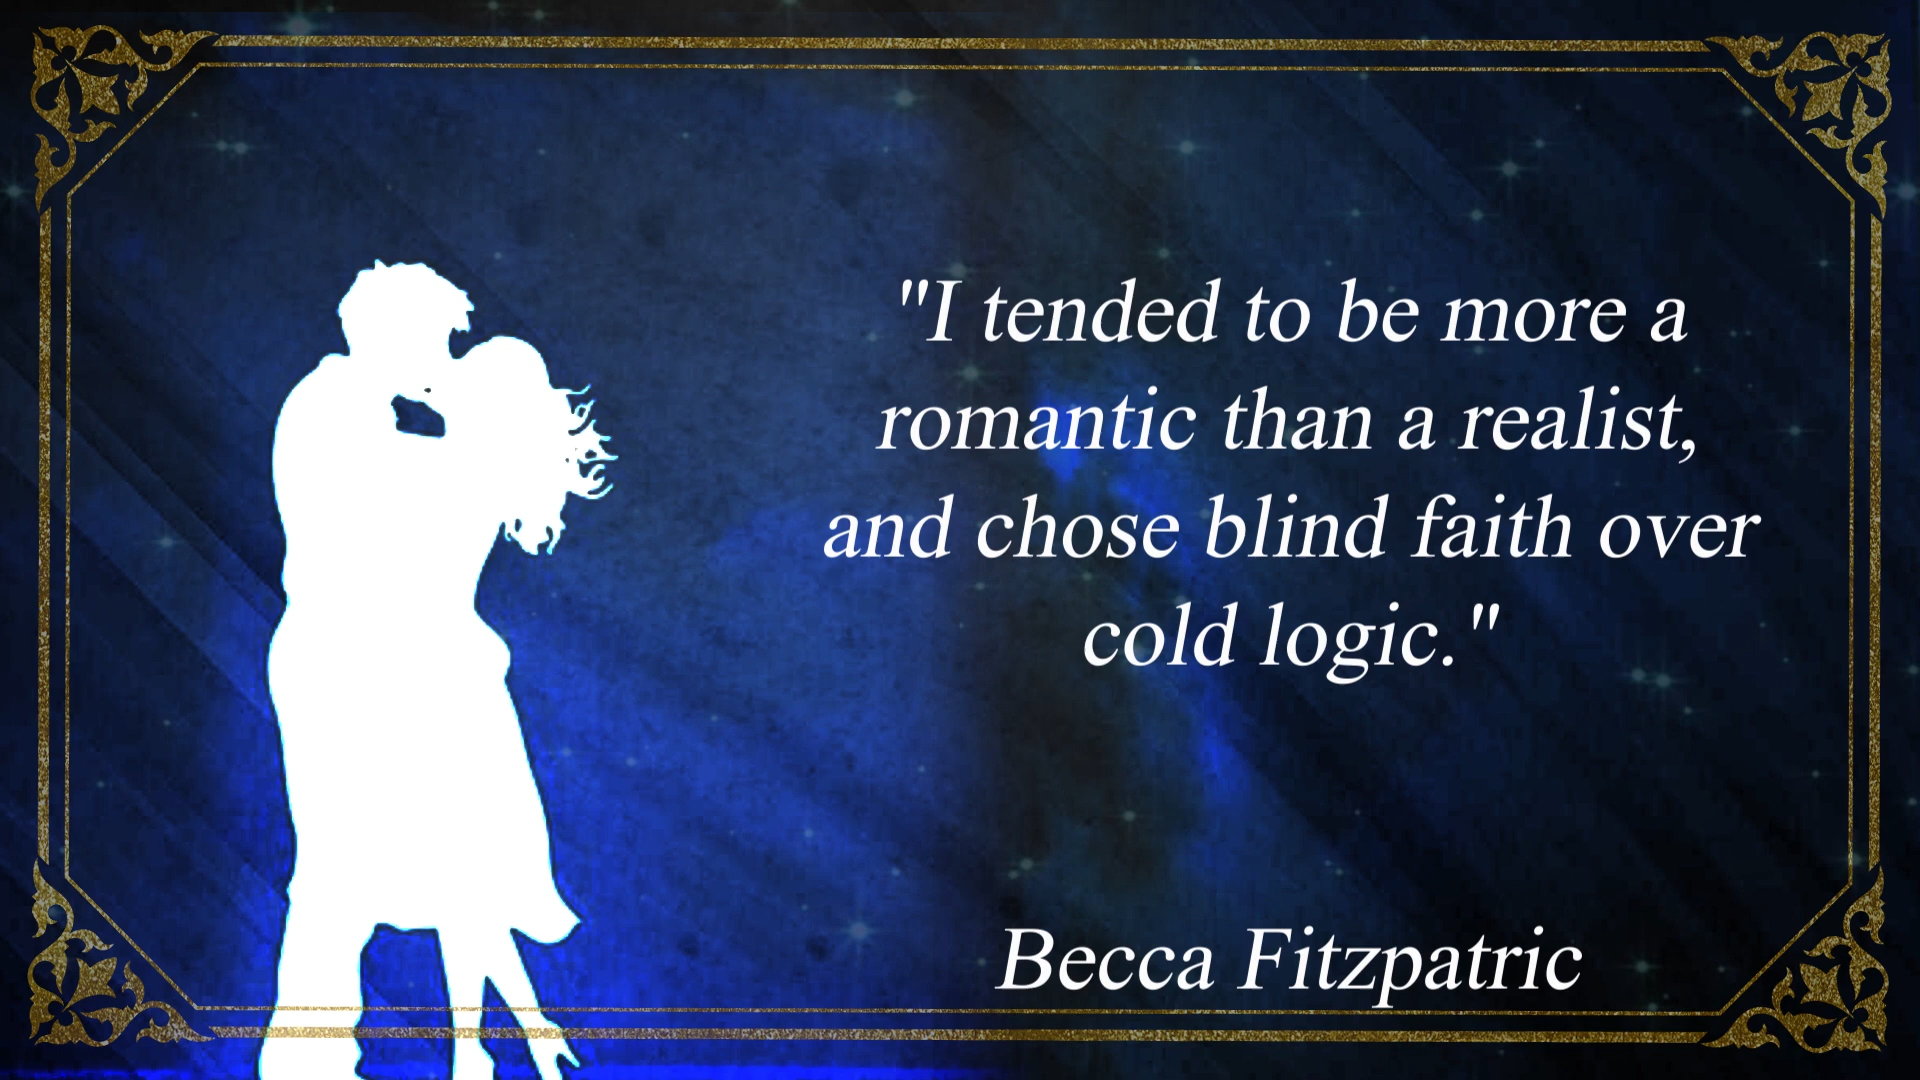 "I tended to be more a
romantic than a realist,
and chose blind faith over
cold logic."
Becca Fitzpatric